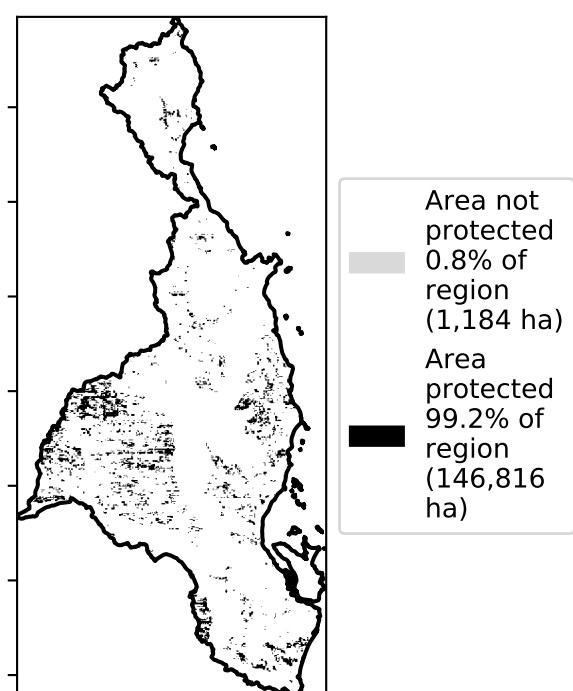 Area not
protected
0.8% of
region
(1,184 ha)
Area
protected
99.2% of
region
(146,816
ha)